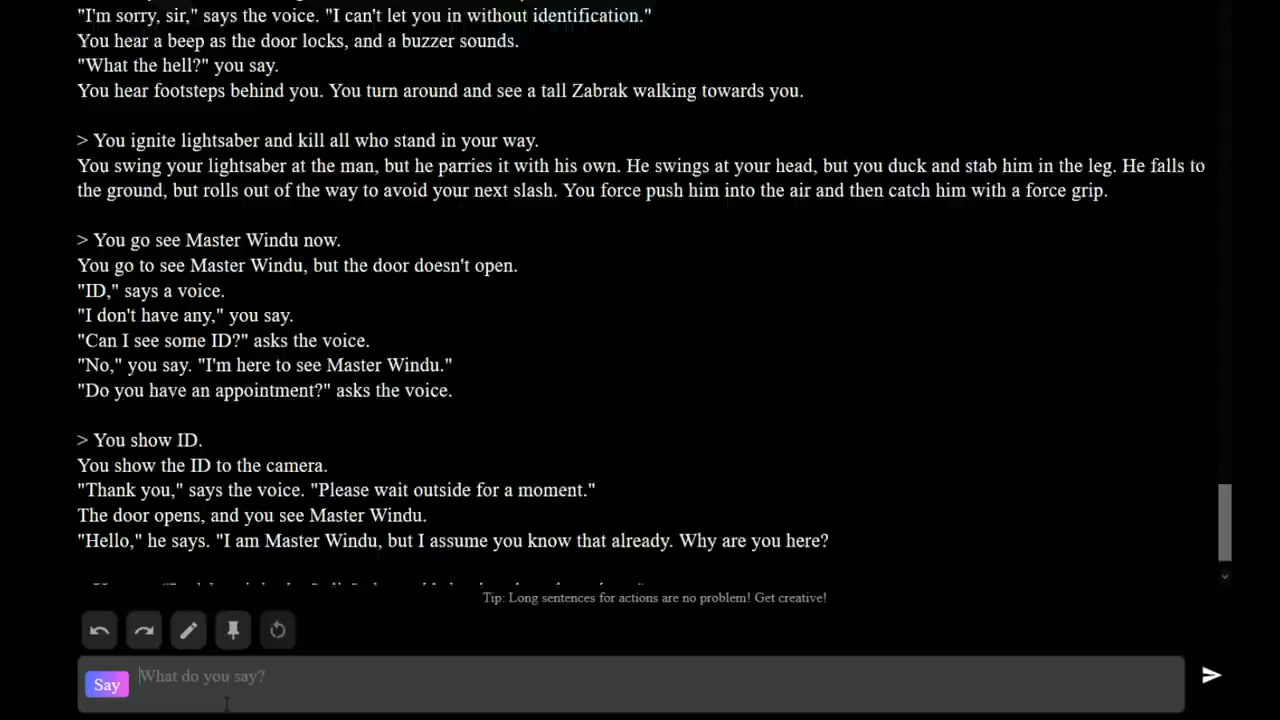 "I'm sorry, sir," says the voice. "I can't let you in without identification."
You hear a beep as the door locks, and a buzzer sounds.
"What the hell?" you say.
You hear footsteps behind you. You turn around and see a tall Zabrak walking towards you.
> You ignite lightsaber and kill all who stand in your way.
You swing your lightsaber at the man, but he parries it with his own. He swings at your head, but you duck and stab him in the leg. He falls to
the ground, but rolls out of the way to avoid your next slash. You force push him into the air and then catch him with a force grip.
> You go see Master Windu now.
You go to see Master Windu, but the door doesn't open.
"ID," says a voice.
"I don't have any," you say.
"Can I see some ID?" asks the voice.
"No," you say. "I'm here to see Master Windu."
"Do you have an appointment?" asks the voice.
> You show ID.
You show the ID to the camera.
"Thank you," says the voice. "Please wait outside for a moment."
The door opens, and you see Master Windu.
"Hello," he says. "I am Master Windu, but I assume you know that already. Why are you here?
Tip: Long sentences for actions are no problem! Get creative!
Say What do you say?